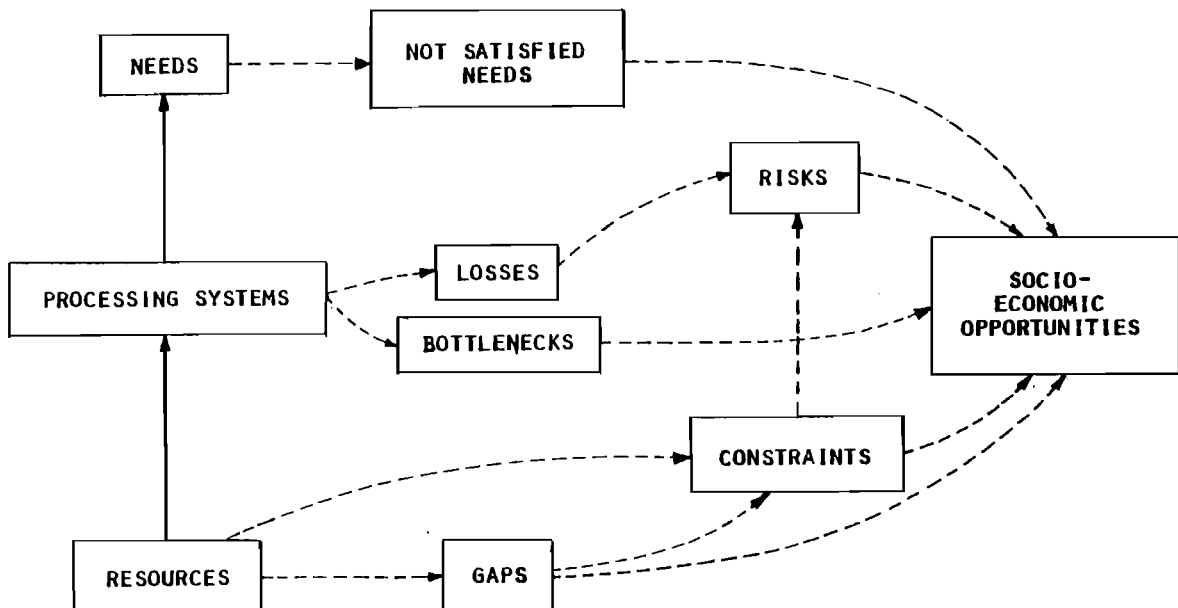 NEEDS
NOT SATISFIED
NEEDS
RISKS
LOSSES
PROCESSING SYSTEMS
SOCIO-
ECONOMIC
OPPORTUNITIES
BOTTLENECKS
CONSTRAINTS
RESOURCES
GAPS